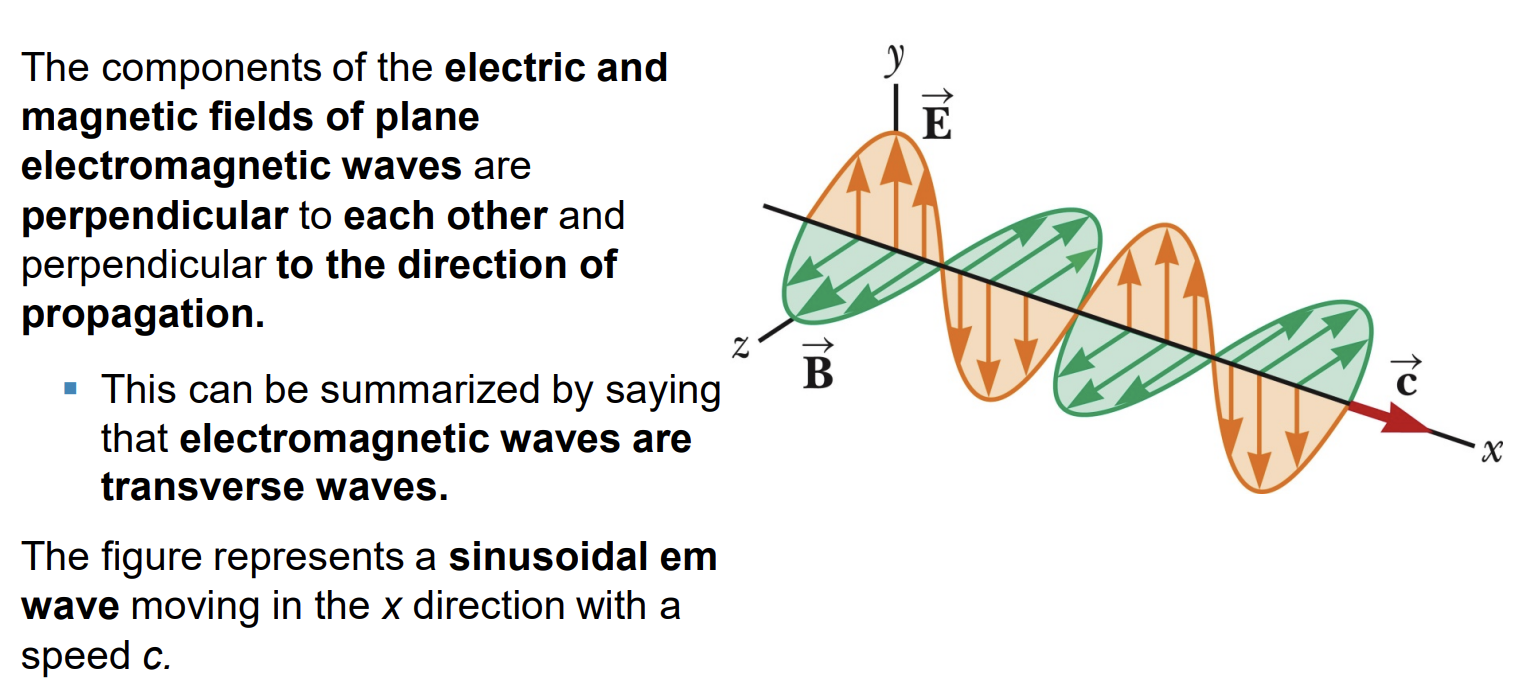 The components of the electric and
magnetic fields of plane
electromagnetic waves are
perpendicular to each other and
perpendicular to the direction of
propagation.
▪ This can be summarized by saying
that electromagnetic waves are
transverse waves.
The figure represents a sinusoidal em
wave moving in the x direction with a
speed c.
y
E⃗
z
B⃗
c⃗
x